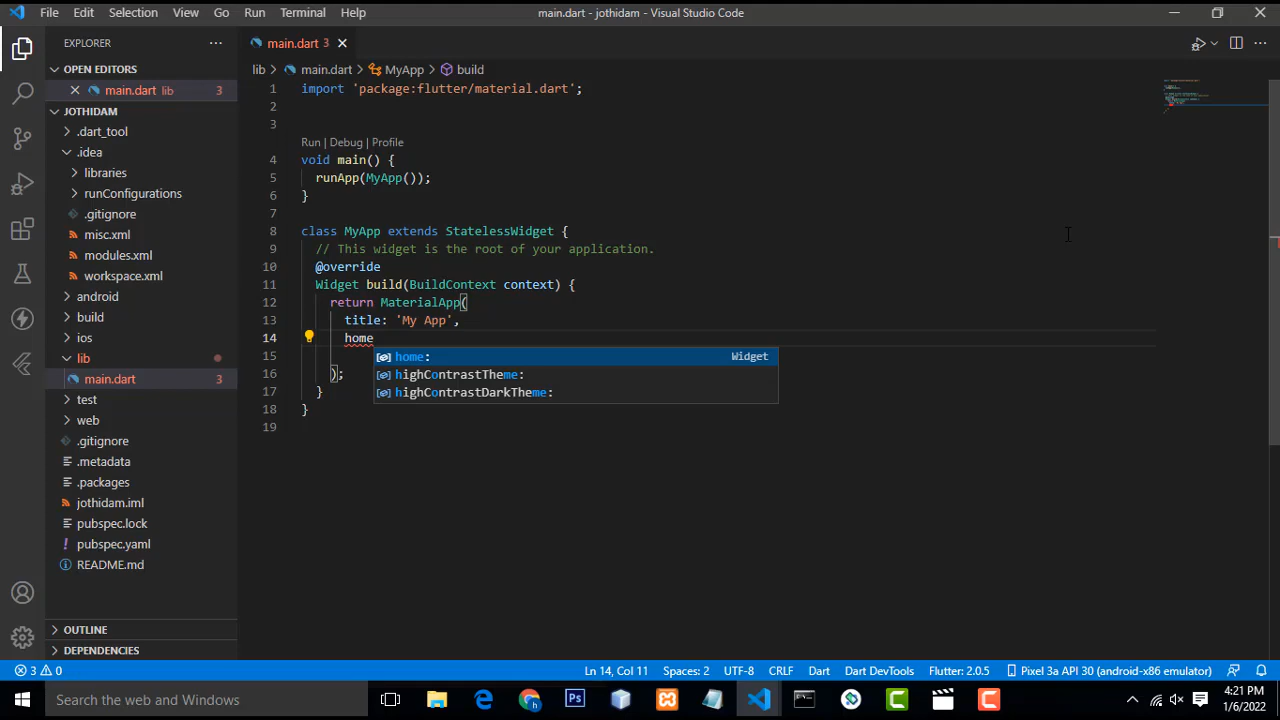 File Edit Selection View Go Run Terminal Help
main.dart - jothidam - Visual Studio Code
EXPLORER
OPEN EDITORS
main.dart lib 3
JOTHIDAM
.dart_tool
.idea
libraries
runConfigurations
.gitignore
misc.xml
modules.xml
workspace.xml
android
build
ios
lib
main.dart 3
test
web
.gitignore
.metadata
.packages
jothidam.iml
pubspec.lock
pubspec.yaml
README.md
OUTLINE
DEPENDENCIES
main.dart 3
lib > main.dart > MyApp > build
1 import 'package:flutter/material.dart';
2
3
Run | Debug | Profile
4 void main() {
5 runApp(MyApp());
6 }
7
8 class MyApp extends StatelessWidget {
9 // This widget is the root of your application.
10 @override
11 Widget build(BuildContext context) {
12 return MaterialApp(
13 title: 'My App',
14 home
home: Widget
highContrastTheme:
highContrastDarkTheme:
15
16 );
17 }
18 }
19
3 0
Ln 14, Col 11 Spaces: 2 UTF-8 CRLF Dart Dart DevTools Flutter: 2.0.5 Pixel 3a API 30 (android-x86 emulator)
Search the web and Windows
4:21 PM
1/6/2022